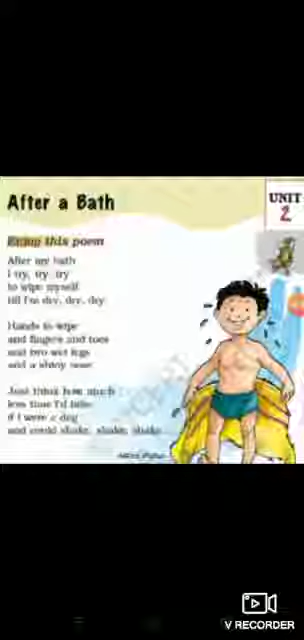 After a Bath
UNIT
2
this poem
After my bath
I try, try, try
to wipe myself
till I'm dry, dry, dry
Hands to wipe
and fingers and toes
and two wet legs
and a shiny nose
Just think how much
less time I'd take
if I were a dog
and could shake, shake, shake
V RECORDER